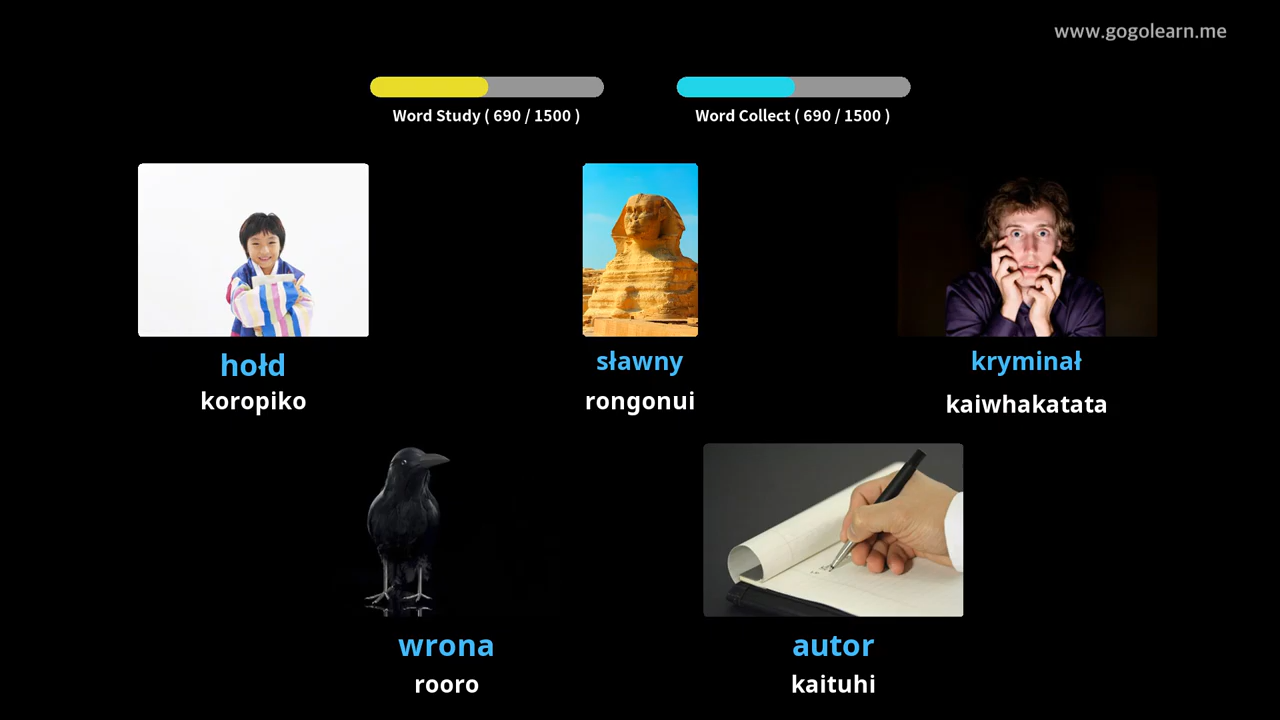 www.gogolearn.me
Word Study ( 690 / 1500 )
Word Collect ( 690 / 1500 )
hołd
koropiko
sławny
rongonui
kryminał
kaiwhakatata
wrona
rooro
autor
kaituhi